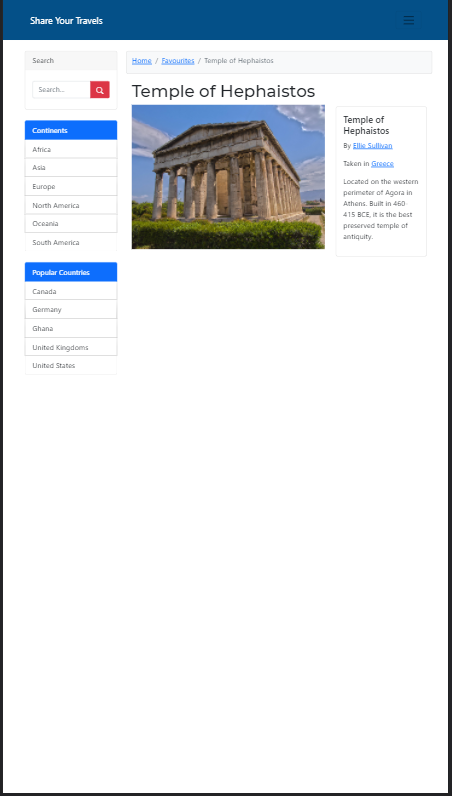 Share Your Travels
Search
Search...
Continents
Africa
Asia
Europe
North America
Oceania
South America
Popular Countries
Canada
Germany
Ghana
United Kingdoms
United States
Home / Favourites / Temple of Hephaistos
Temple of Hephaistos
Temple of
Hephaistos
By Ellie Sullivan
Taken in Greece
Located on the western
perimeter of Agora in
Athens. Built in 460
415 BCE, it is the best
preserved temple of
antiquity.